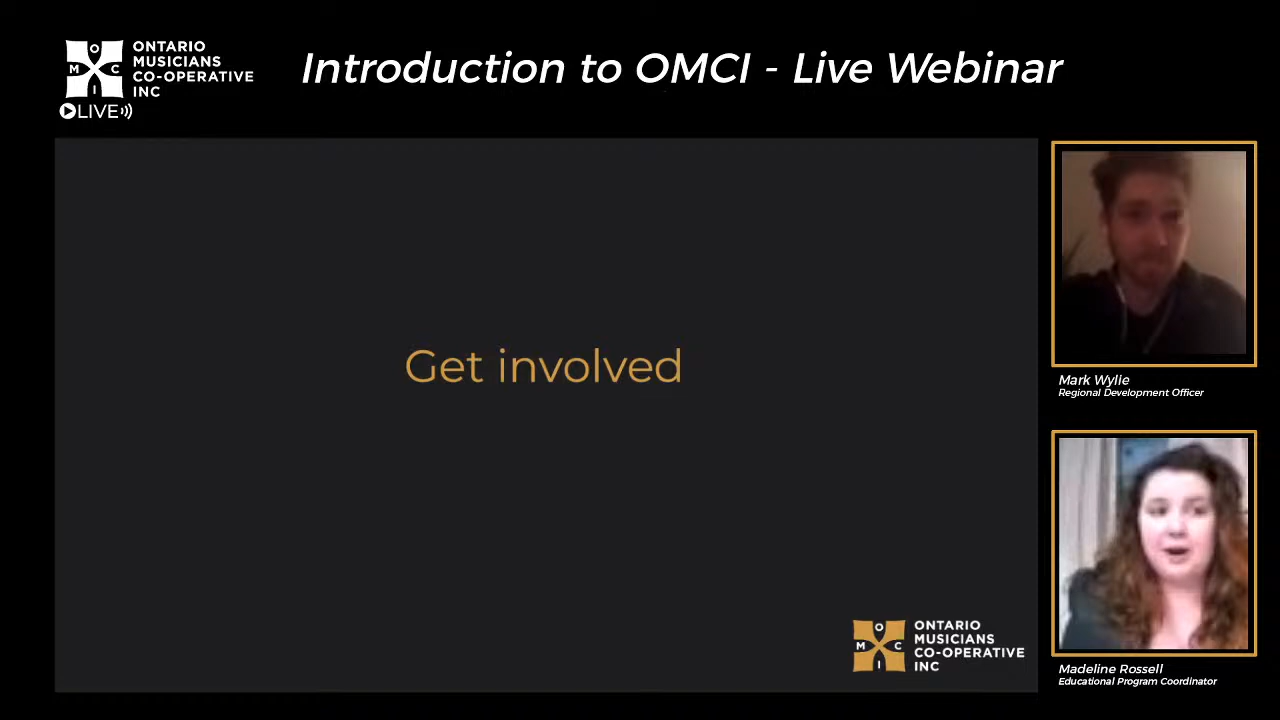 ONTARIO
MUSICIANS
CO-OPERATIVE
INC
O
M C
I
LIVE
Introduction to OMCI - Live Webinar
Get involved
O
M C
I
ONTARIO
MUSICIANS
CO-OPERATIVE
INC
Mark Wylie
Regional Development Officer
Madeline Rossell
Educational Program Coordinator